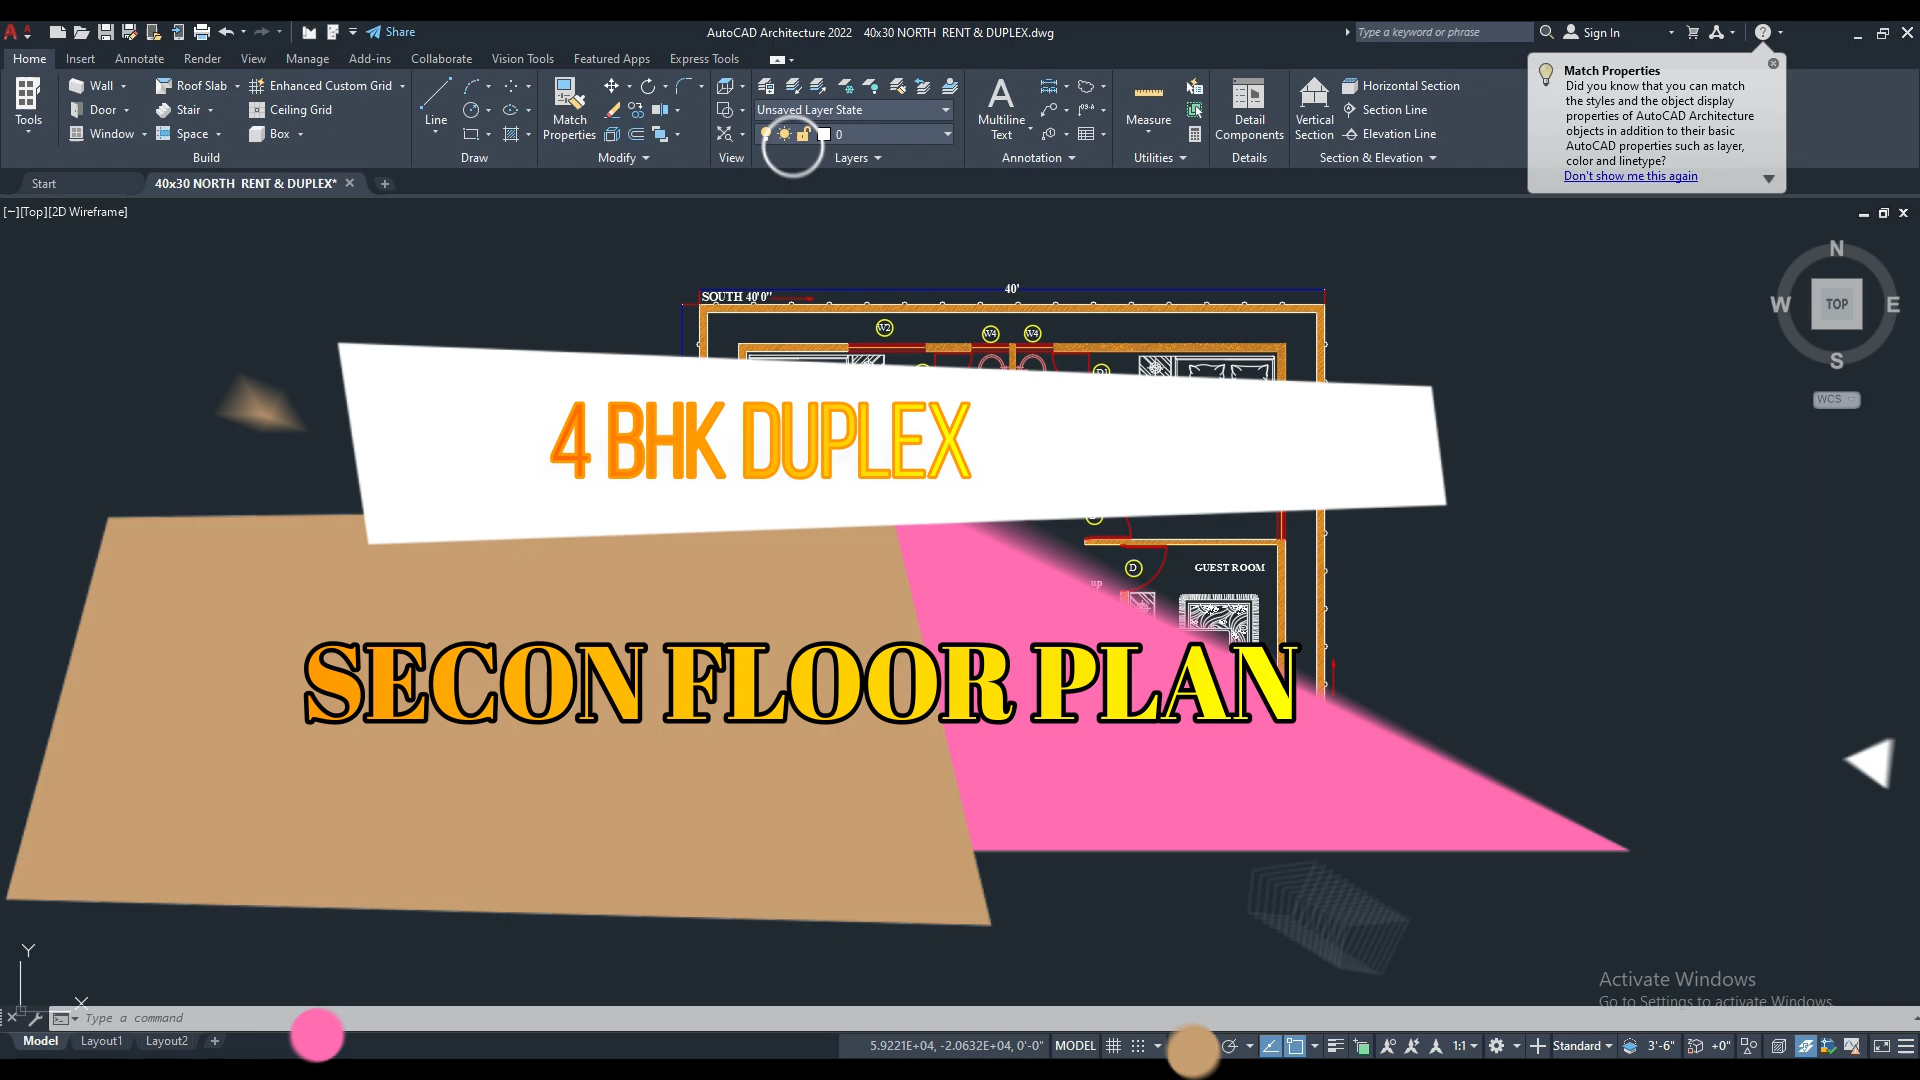 Share
AutoCAD Architecture 2022 40x30 NORTH RENT & DUPLEX.dwg
Type a keyword or phrase
Sign In
Home Insert Annotate Render View Manage Add-ins Collaborate Vision Tools Featured Apps Express Tools
Tools
Wall
Door
Window
Roof Slab
Stair
Space
Enhanced Custom Grid
Ceiling Grid
Box
Build
Line
Draw
Match
Properties
Modify
View
Unsaved Layer State
0
Layers
Multiline
Text
Annotation
Measure
Utilities
Detail
Components
Details
Vertical
Section
Horizontal Section
Section Line
Elevation Line
Section & Elevation
Match Properties
Did you know that you can match
the styles and the object display
properties of AutoCAD Architecture
objects in addition to their basic
AutoCAD properties such as layer,
color and linetype?
Don't show me this again
Start
40x30 NORTH RENT & DUPLEX*
[−][Top][2D Wireframe]
N
W TOP E
S
WCS
SOUTH 40'0"
40'
W2 W4 W4
D1
4 BHK DUPLEX
D
GUEST ROOM
up
SECON FLOOR PLAN
Y
X
Activate Windows
Go to Settings to activate Windows.
Type a command
Model Layout1 Layout2
5.9221E+04, -2.0632E+04, 0'-0"
MODEL
1:1
Standard
3'-6"
+0"